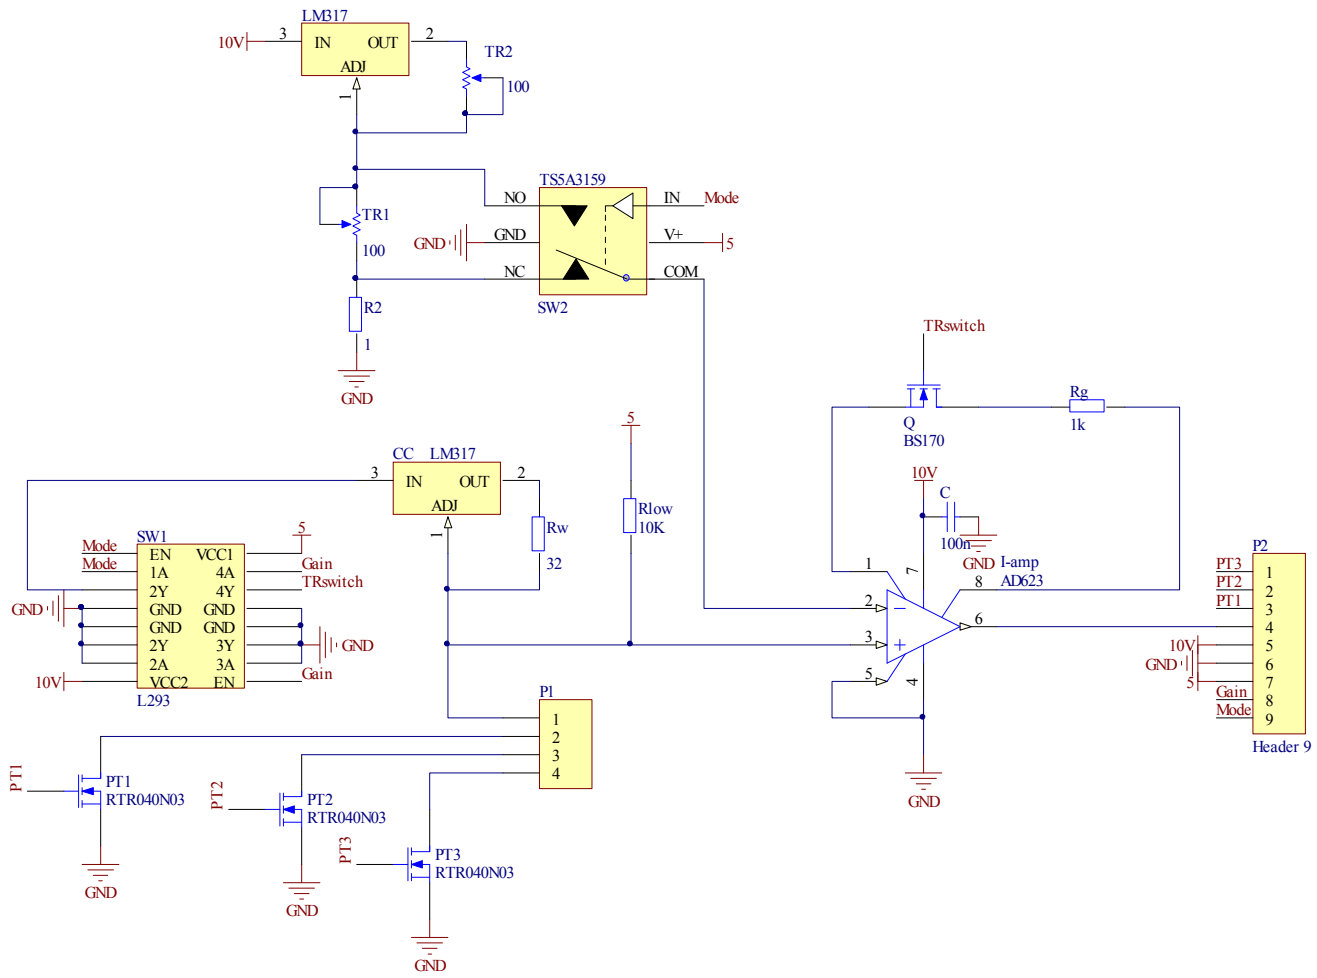 LM317
10V 3 IN OUT 2
ADJ
1
TR2
100
TR1
100
R2
1
GND
TS5A3159
NO IN Mode
GND GND V+ 5
NC COM
SW2
TRswitch
Q
BS170
Rg
1k
CC LM317
3 IN OUT 2
ADJ
1
Rw
32
5
Rlow
10K
10V
C
100n
GND
I-amp
AD623
1
7
8
2
6
3
5
4
GND
SW1
5
Mode EN VCC1
Mode 1A 4A Gain
2Y 4Y TRswitch
GND GND GND
GND GND
2Y 3Y GND
2A 3A
10V VCC2 EN Gain
L293
P1
1
2
3
4
PT1
PT1
RTR040N03
GND
PT2
PT2
RTR040N03
GND
PT3
PT3
RTR040N03
GND
P2
PT3 1
PT2 2
PT1 3
4
10V 5
GND 6
5 7
Gain 8
Mode 9
Header 9